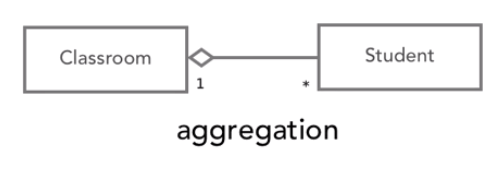 Classroom
Student
1
*
aggregation